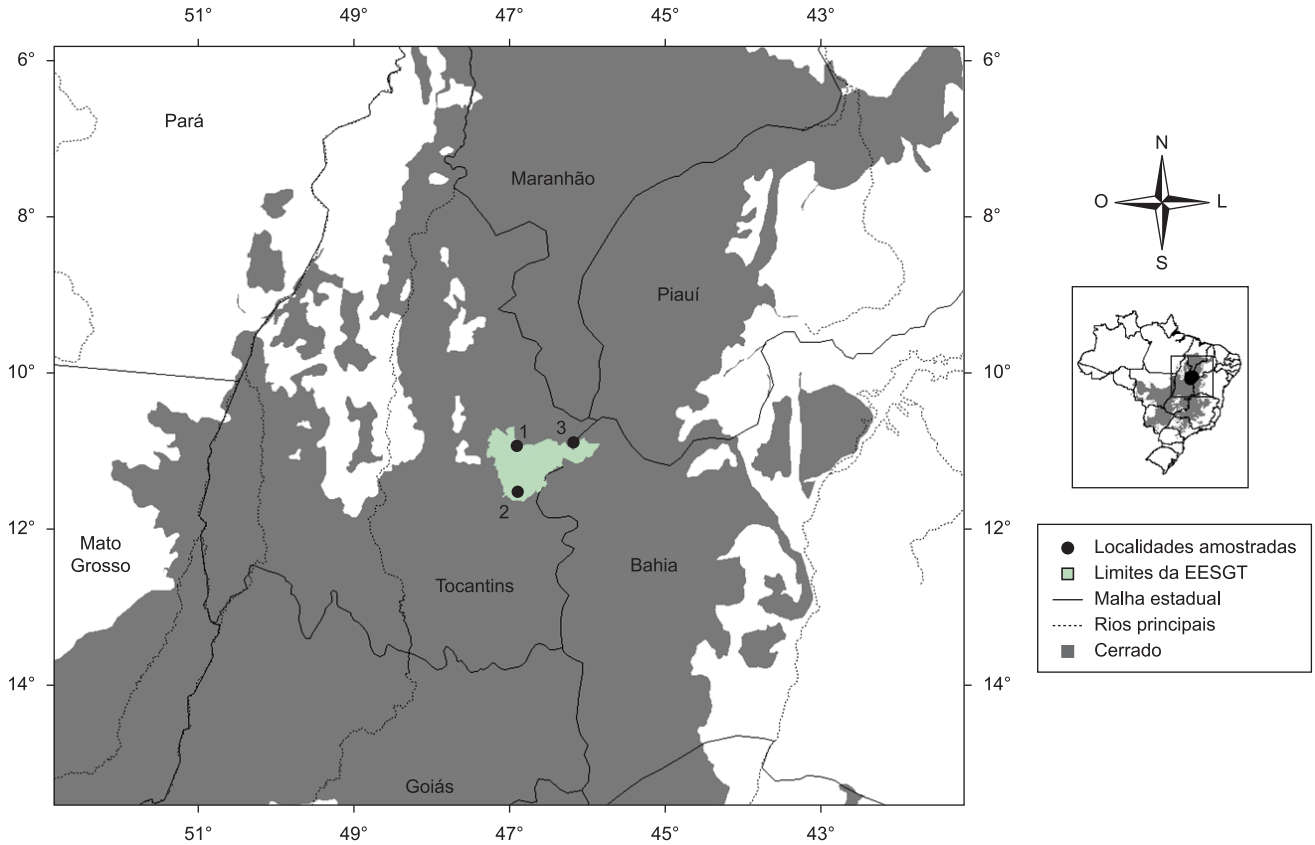 51° 49° 47° 45° 43°
6° 6°
Pará
Maranhão
N
O L
S
8° 8°
Piauí
10° 10°
1 3
2
12° 12°
Mato
Grosso
Bahia
Tocantins
Localidades amostradas
Limites da EESGT
Malha estadual
Rios principais
Cerrado
14° 14°
Goiás
51° 49° 47° 45° 43°